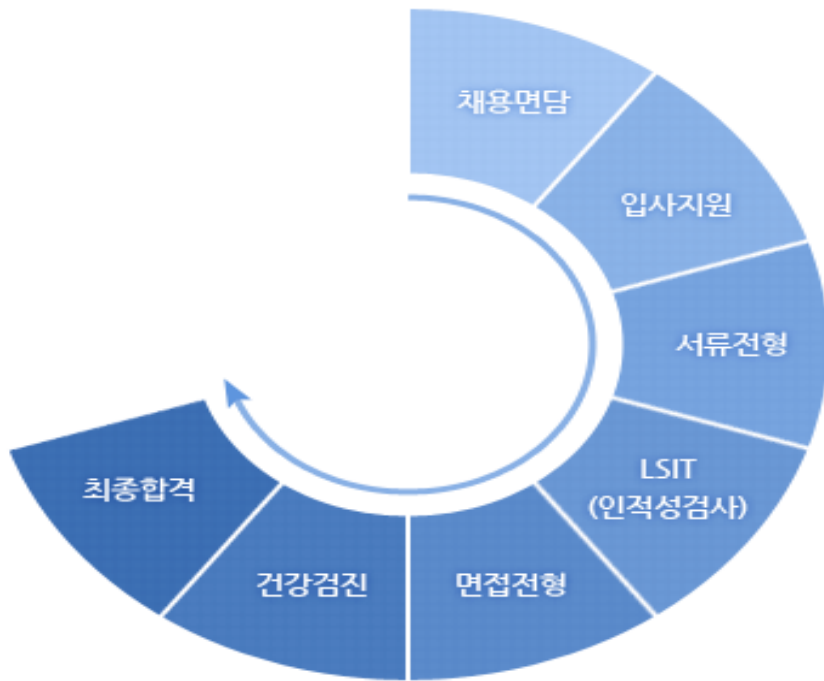 채용면담
입사지원
서류전형
LSIT
(인적성검사)
면접전형
건강검진
최종합격